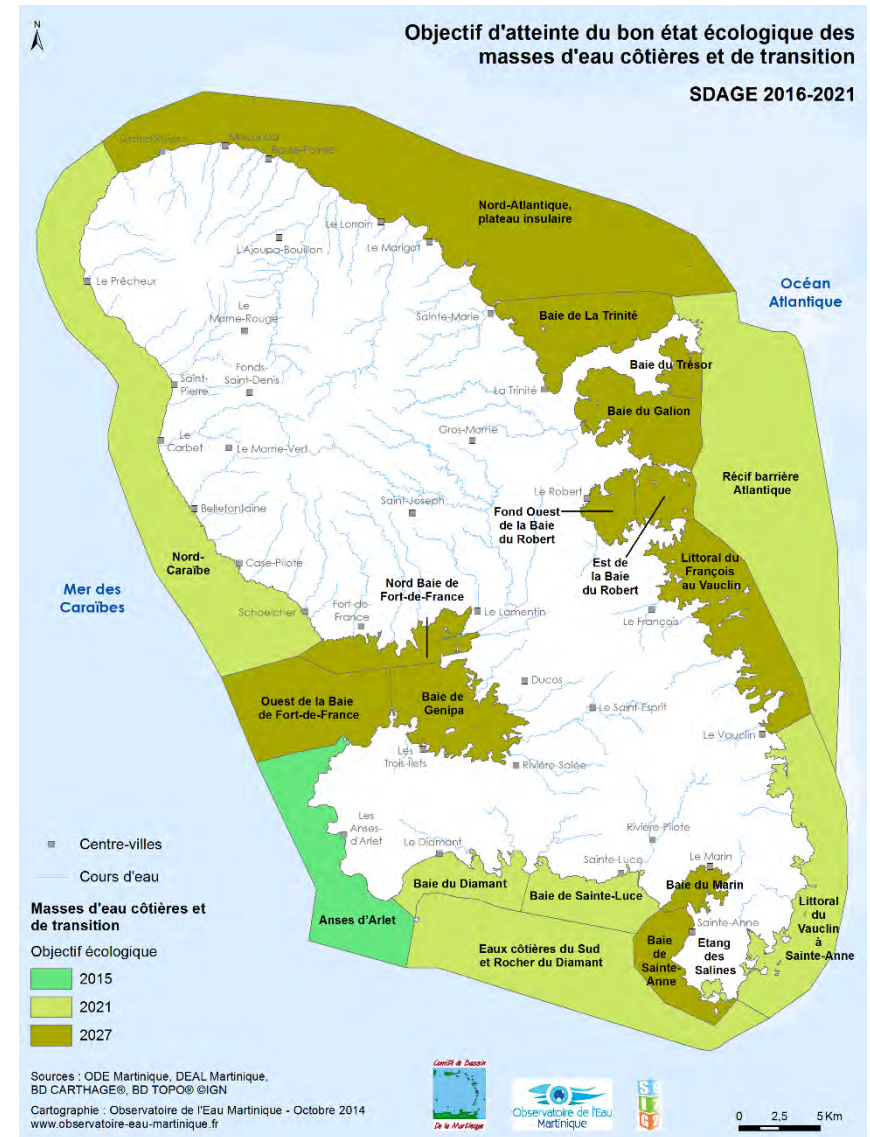 N
Objectif d'atteinte du bon état écologique des
masses d'eau côtières et de transition
SDAGE 2016-2021
Grand-Rivière
Macouba
Basse-Pointe
Nord-Atlantique,
plateau insulaire
Le Lorrain
L'Ajoupa-Bouillon
Le Marigot
Océan
Atlantique
Le Prêcheur
Le
Morne-Rouge
Sainte-Marie
Baie de La Trinité
Baie du Trésor
Saint-
Pierre
Fonds-
Saint-Denis
La Trinité
Baie du Galion
Le
Carbet
Le Morne-Vert
Gros-Morne
Récif barrière
Atlantique
Bellefontaine
Saint-Joseph
Le Robert
Fond Ouest
de la Baie
du Robert
Est de
la Baie
du Robert
Littoral du
François
au Vauclin
Nord-
Caraïbe
Case-Pilote
Nord Baie de
Fort-de-France
Mer des
Caraïbes
Schoelcher
Fort-de-
France
Le Lamentin
Le François
Ducos
Ouest de la Baie
de Fort-de-France
Baie de
Genipa
Le Saint-Esprit
Le Vauclin
Les
Trois-Îlets
Rivière-Salée
Les
Anses-
d'Arlet
Le Diamant
Rivière-Pilote
Sainte-Luce
Le Marin
Baie du Diamant
Baie de Sainte-Luce
Baie du Marin
Anses d'Arlet
Sainte-Anne
Littoral
du
Vauclin
à
Sainte-Anne
Eaux côtières du Sud
et Rocher du Diamant
Baie
de
Sainte-
Anne
Etang
des
Salines
Centre-villes
Cours d'eau
Masses d'eau côtières et
de transition
Objectif écologique
2015
2021
2027
Sources : ODE Martinique, DEAL Martinique,
BD CARTHAGE®, BD TOPO® ©IGN
Cartographie : Observatoire de l'Eau Martinique - Octobre 2014
www.observatoire-eau-martinique.fr
Comité de Bassin
De la Martinique
Observatoire de l'Eau
Martinique
0 2,5 5 Km